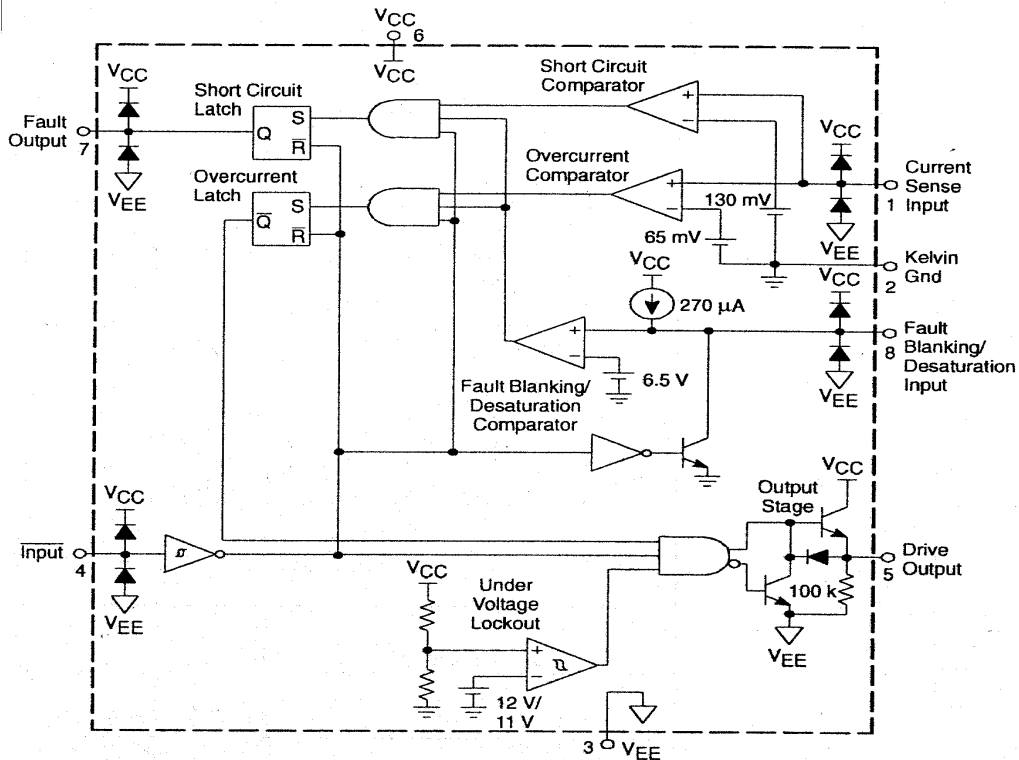 VCC
6
VCC
VCC
Short Circuit
Latch
Short Circuit
Comparator
Fault
Output
7
S
Q
R̅
+
–
VCC
Current
Sense
1 Input
VEE
Overcurrent
Latch
Overcurrent
Comparator
S
Q̅
R̅
+
–
130 mV
65 mV
VEE
Kelvin
2 Gnd
VCC
270 µA
VCC
+
–
6.5 V
Fault
8 Blanking/
Desaturation
Input
VEE
Fault Blanking/
Desaturation
Comparator
VCC
Output
Stage
VCC
I̅n̅p̅u̅t̅
4
VEE
Drive
5 Output
100 k
VEE
VCC
Under
Voltage
Lockout
+
–
12 V/
11 V
3
VEE